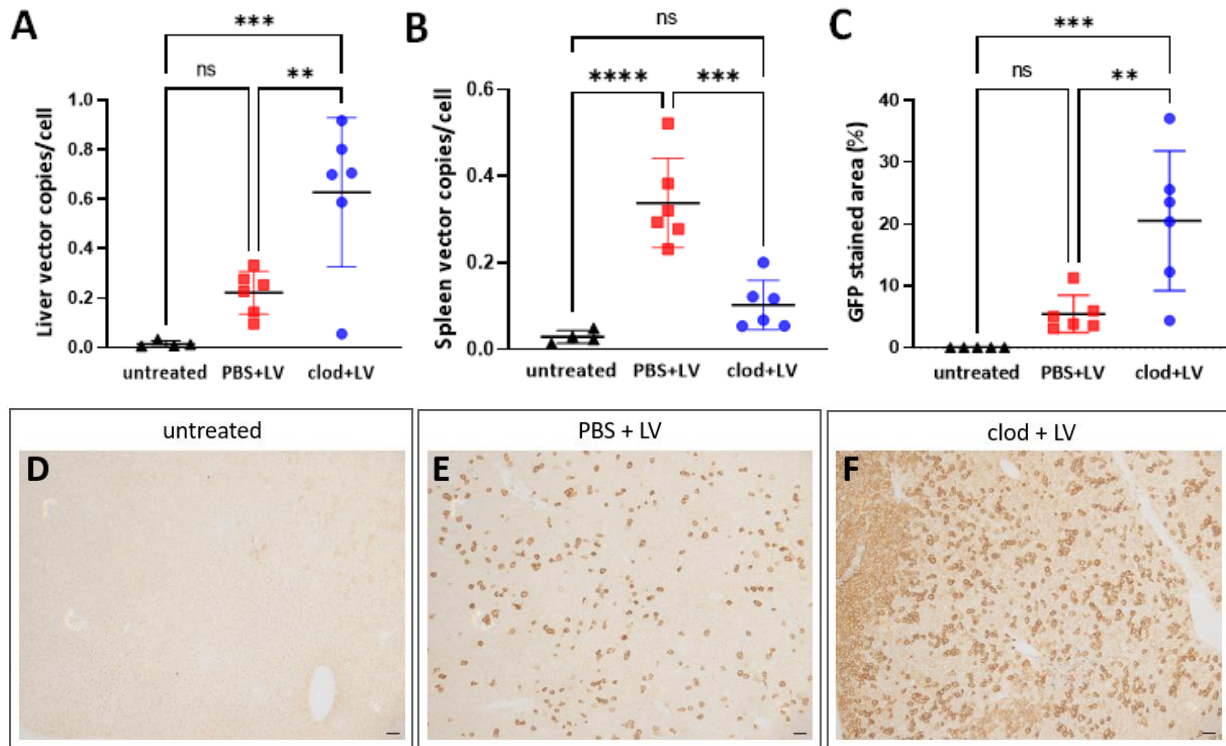 A
***
ns
**
Liver vector copies/cell
1.0
0.8
0.6
0.4
0.2
0.0
untreated
PBS+LV
clod+LV
B
ns
****
***
Spleen vector copies/cell
0.6
0.4
0.2
0.0
untreated
PBS+LV
clod+LV
C
***
ns
**
GFP stained area (%)
40
30
20
10
0
untreated
PBS+LV
clod+LV
untreated
D
PBS + LV
E
clod + LV
F